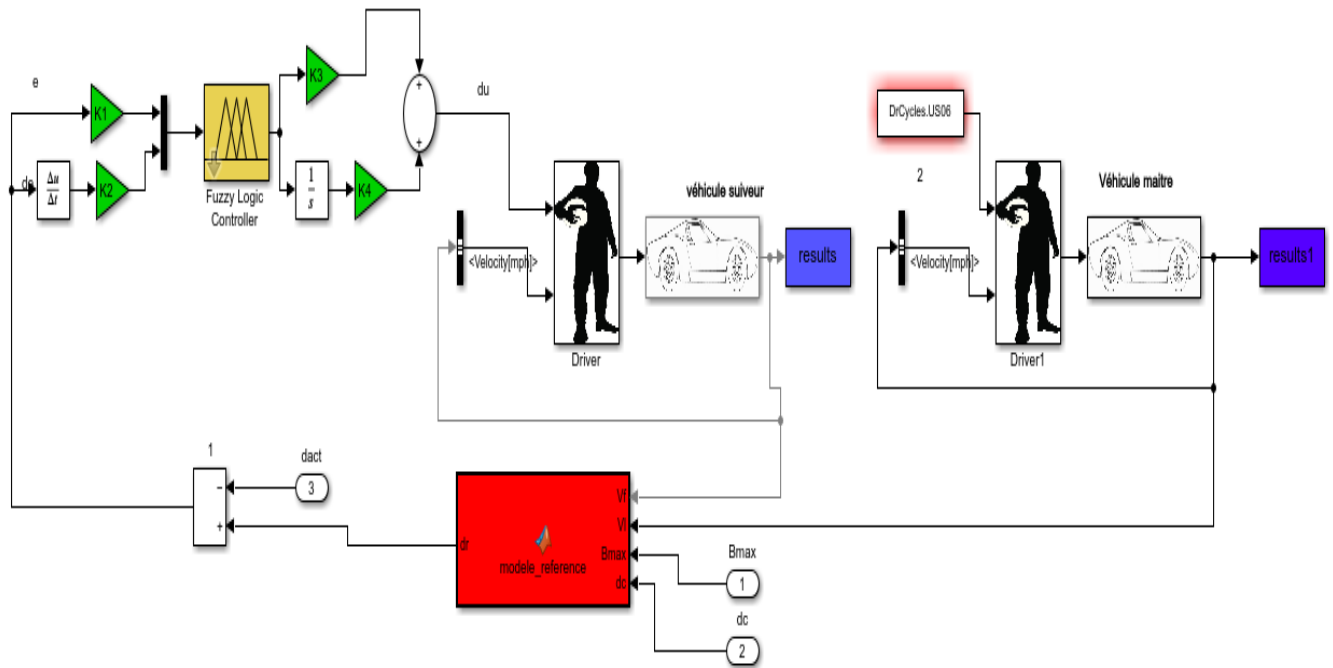 e
K1
K3
du
DrCycles.US06
de
Δu
Δt
K2
Fuzzy Logic
Controller
1
s
K4
2
véhicule suiveur
Véhicule maitre
<Velocity[mph]>
results
<Velocity[mph]>
results1
Driver
Driver1
1
dact
3
Vf
Vl
Bmax
dc
dr
modele_reference
Bmax
1
dc
2